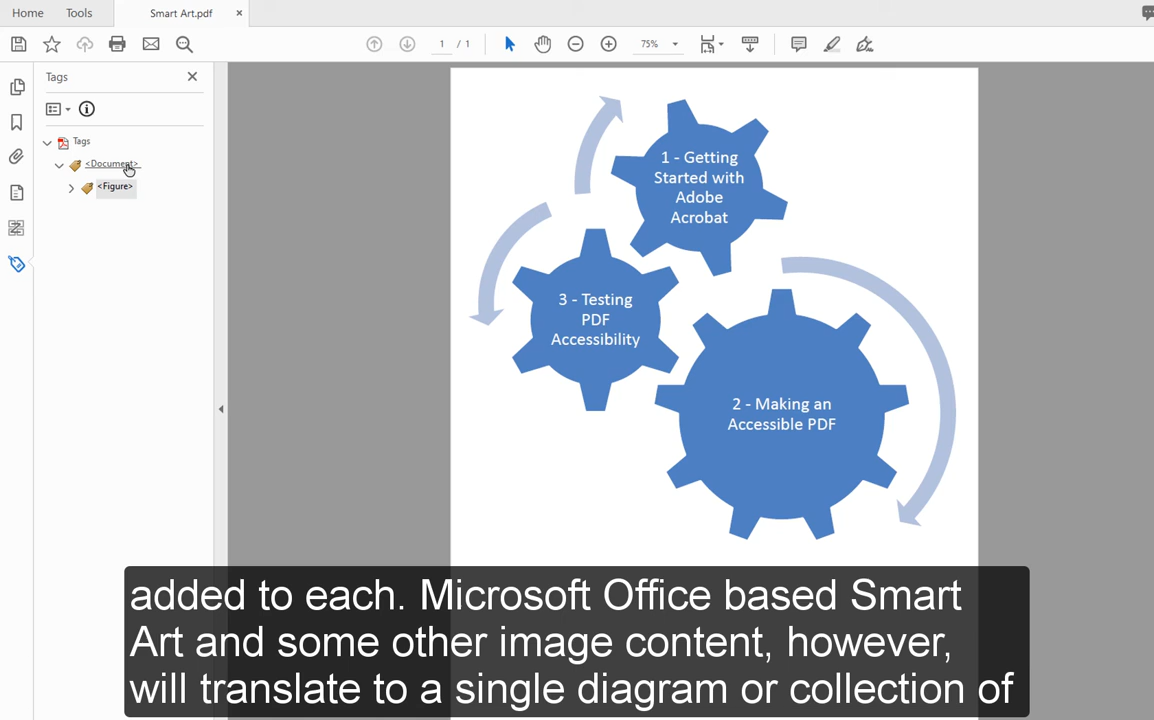 Home Tools Smart Art.pdf ×
1 / 1 75%
Tags
Tags
<Document>
<Figure>
1 - Getting
Started with
Adobe
Acrobat
3 - Testing
PDF
Accessibility
2 - Making an
Accessible PDF
added to each. Microsoft Office based Smart
Art and some other image content, however,
will translate to a single diagram or collection of